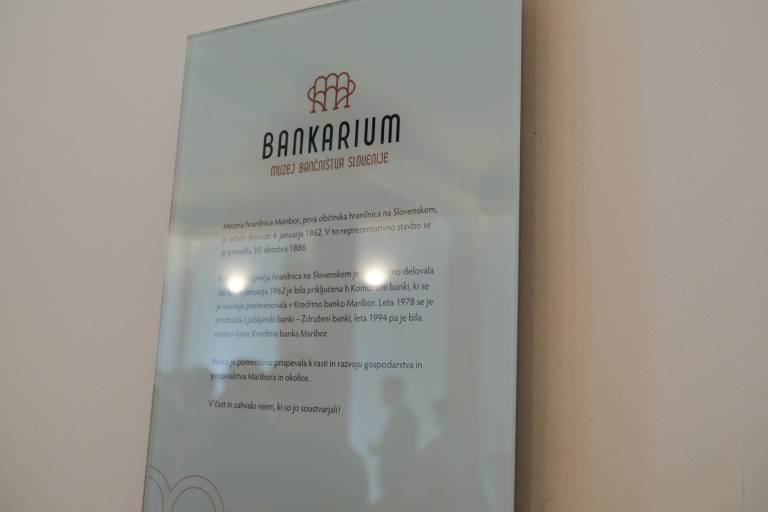 BANKARIUM
MUZEJ BANČNIŠTVA SLOVENIJE
Mestna hranilnica Maribor, prva občinska hranilnica na Slovenskem,
je začela delovati 4. januarja 1862. V to reprezentativno stavbo se
je preselila 30. oktobra 1886.
hranilnica na Slovenskem je delovala
januarja 1962 je bila priključena h Komunalni banki, ki se
je kasneje preimenovala v Kreditno banko Maribor. Leta 1978 se je
pridružila Ljubljanski banki – Združeni banki, leta 1994 pa je bila
ustanovljena Kreditna banka Maribor.
Banka je pomembno prispevala k rasti in razvoju gospodarstva in
prebivalstva Maribora in okolice.
V čast in zahvalo vsem, ki so jo soustvarjali!